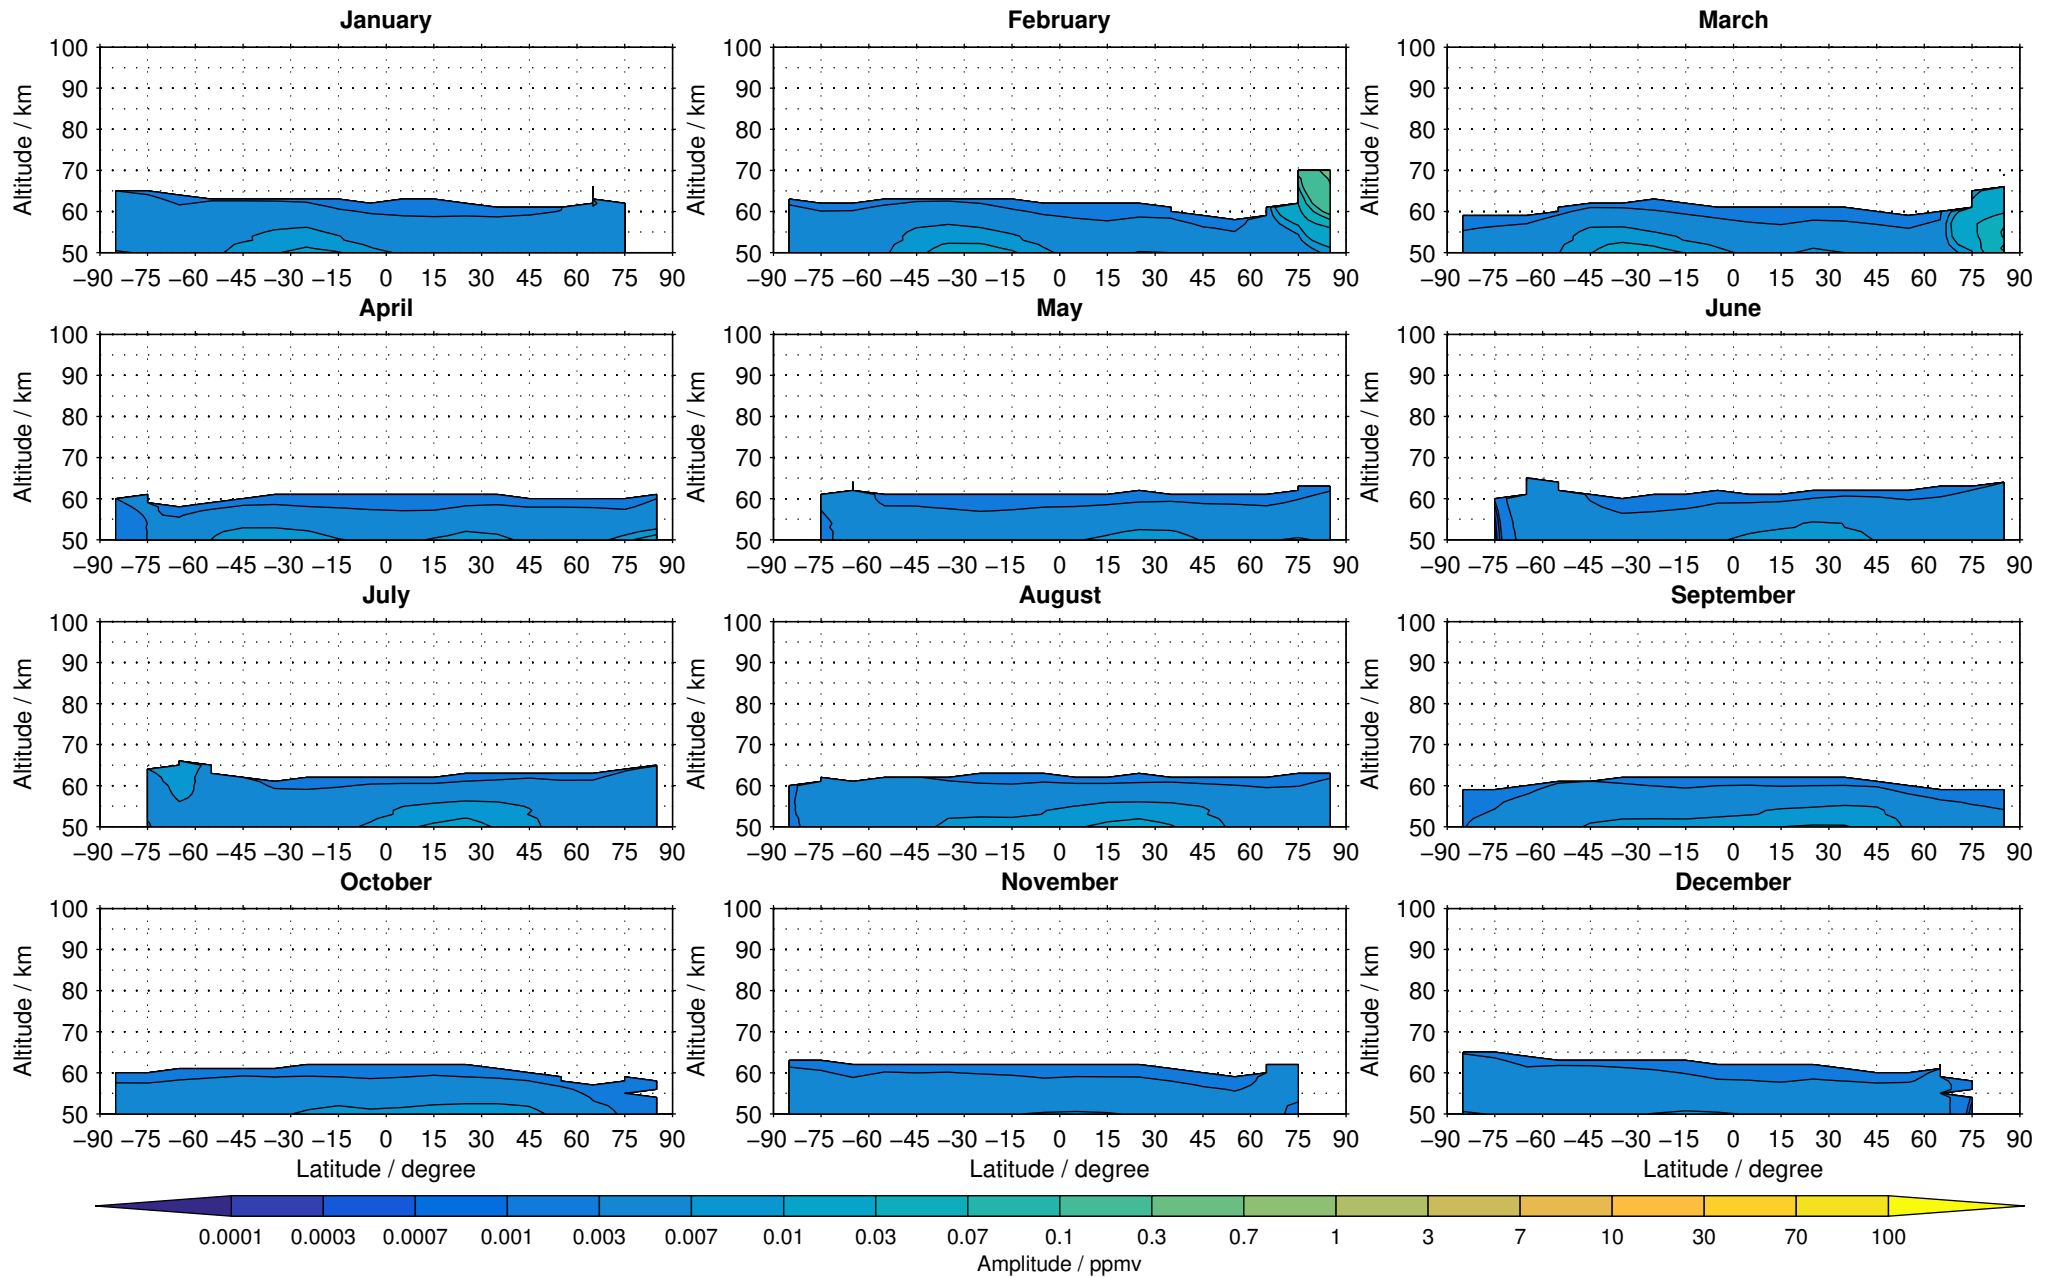 January February March
100 100 100
90 90 90
80 80 80
70 70 70
60 60 60
50 50 50
Altitude / km Altitude / km Altitude / km
−90 −75 −60 −45 −30 −15 0 15 30 45 60 75 90 −90 −75 −60 −45 −30 −15 0 15 30 45 60 75 90 −90 −75 −60 −45 −30 −15 0 15 30 45 60 75 90
April May June
100 100 100
90 90 90
80 80 80
70 70 70
60 60 60
50 50 50
Altitude / km Altitude / km Altitude / km
−90 −75 −60 −45 −30 −15 0 15 30 45 60 75 90 −90 −75 −60 −45 −30 −15 0 15 30 45 60 75 90 −90 −75 −60 −45 −30 −15 0 15 30 45 60 75 90
July August September
100 100 100
90 90 90
80 80 80
70 70 70
60 60 60
50 50 50
Altitude / km Altitude / km Altitude / km
−90 −75 −60 −45 −30 −15 0 15 30 45 60 75 90 −90 −75 −60 −45 −30 −15 0 15 30 45 60 75 90 −90 −75 −60 −45 −30 −15 0 15 30 45 60 75 90
October November December
100 100 100
90 90 90
80 80 80
70 70 70
60 60 60
50 50 50
Altitude / km Altitude / km Altitude / km
−90 −75 −60 −45 −30 −15 0 15 30 45 60 75 90 −90 −75 −60 −45 −30 −15 0 15 30 45 60 75 90 −90 −75 −60 −45 −30 −15 0 15 30 45 60 75 90
Latitude / degree Latitude / degree Latitude / degree
0.0001 0.0003 0.0007 0.001 0.003 0.007 0.01 0.03 0.07 0.1 0.3 0.7 1 3 7 10 30 70 100
Amplitude / ppmv